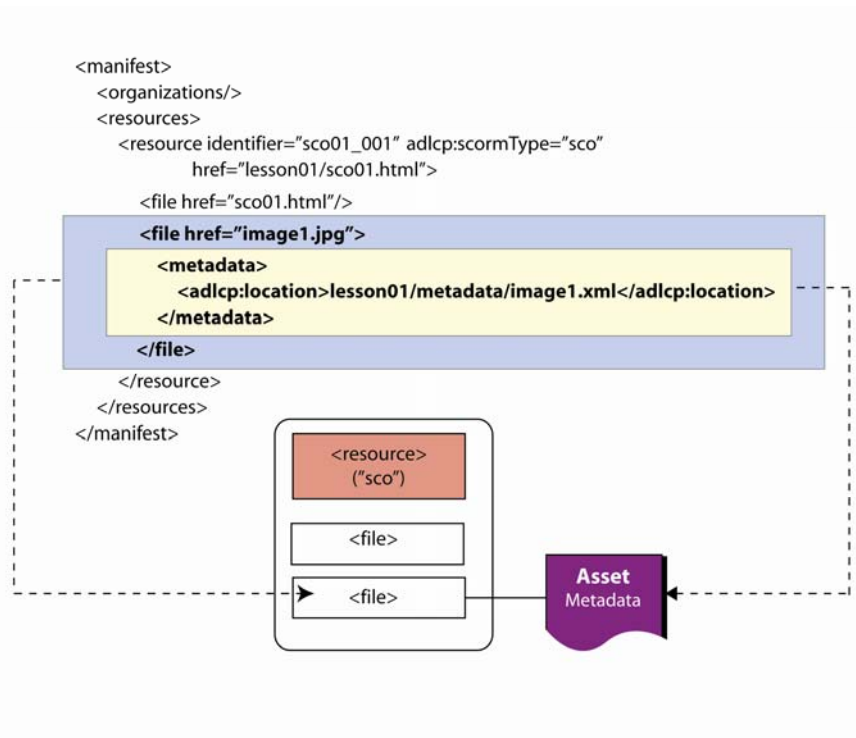 <manifest>
<organizations/>
<resources>
<resource identifier=”sco01_001” adlcp:scormType=”sco”
href=”lesson01/sco01.html”>
<file href=”sco01.html”/>
<file href=”image1.jpg”>
<metadata>
<adlcp:location>lesson01/metadata/image1.xml</adlcp:location>
</metadata>
</file>
</resource>
</resources>
</manifest>
<resource>
(”sco”)
<file>
<file>
Asset
Metadata